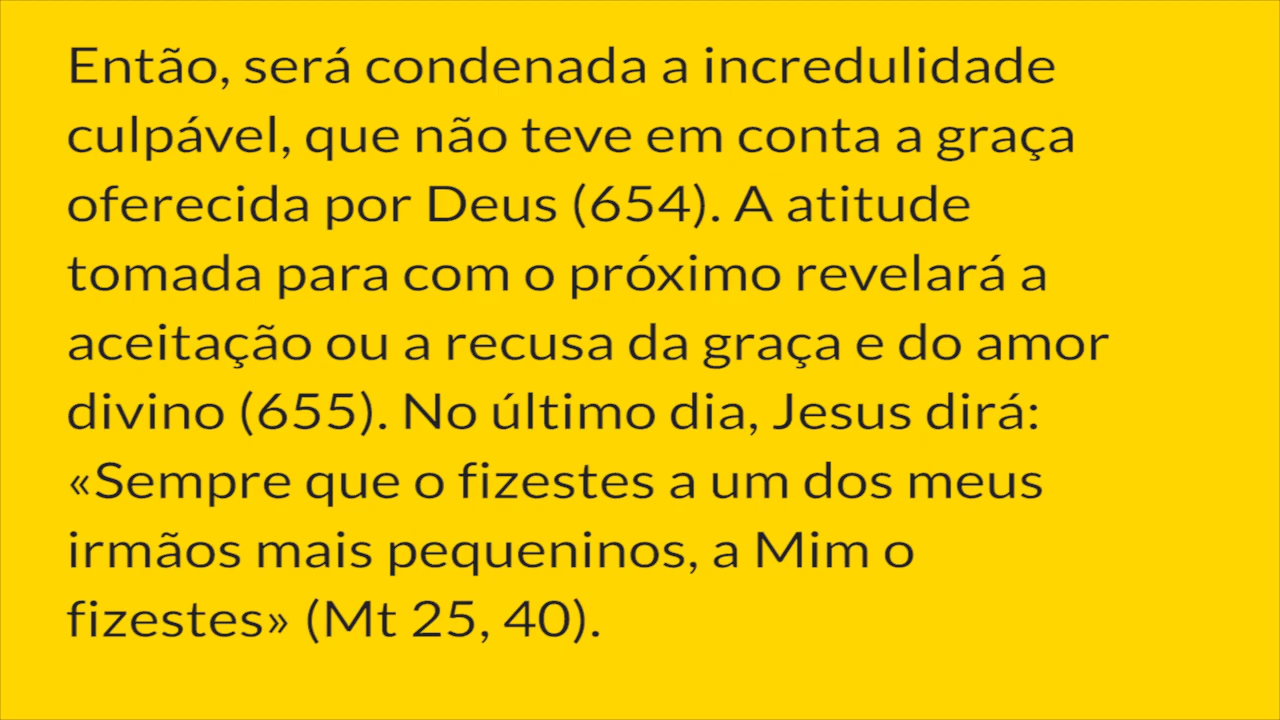 Então, será condenada a incredulidade
culpável, que não teve em conta a graça
oferecida por Deus (654). A atitude
tomada para com o próximo revelará a
aceitação ou a recusa da graça e do amor
divino (655). No último dia, Jesus dirá:
«Sempre que o fizestes a um dos meus
irmãos mais pequeninos, a Mim o
fizestes» (Mt 25, 40).